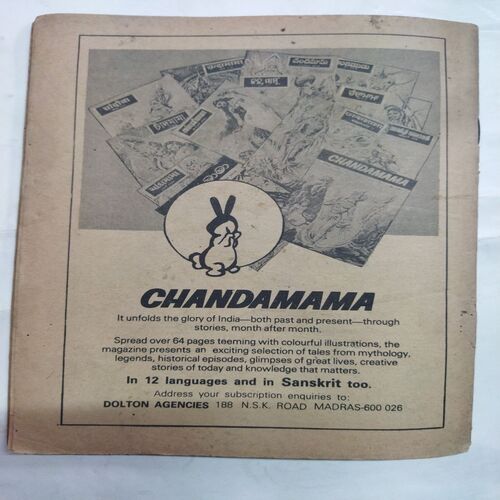 CHANDAMAMA
CHANDAMAMA
It unfolds the glory of India—both past and present—through
stories, month after month.
Spread over 64 pages teeming with colourful illustrations, the
magazine presents an exciting selection of tales from mythology,
legends, historical episodes, glimpses of great lives, creative
stories of today and knowledge that matters.
In 12 languages and in Sanskrit too.
Address your subscription enquiries to:
DOLTON AGENCIES 188 N.S.K. ROAD MADRAS-600 026